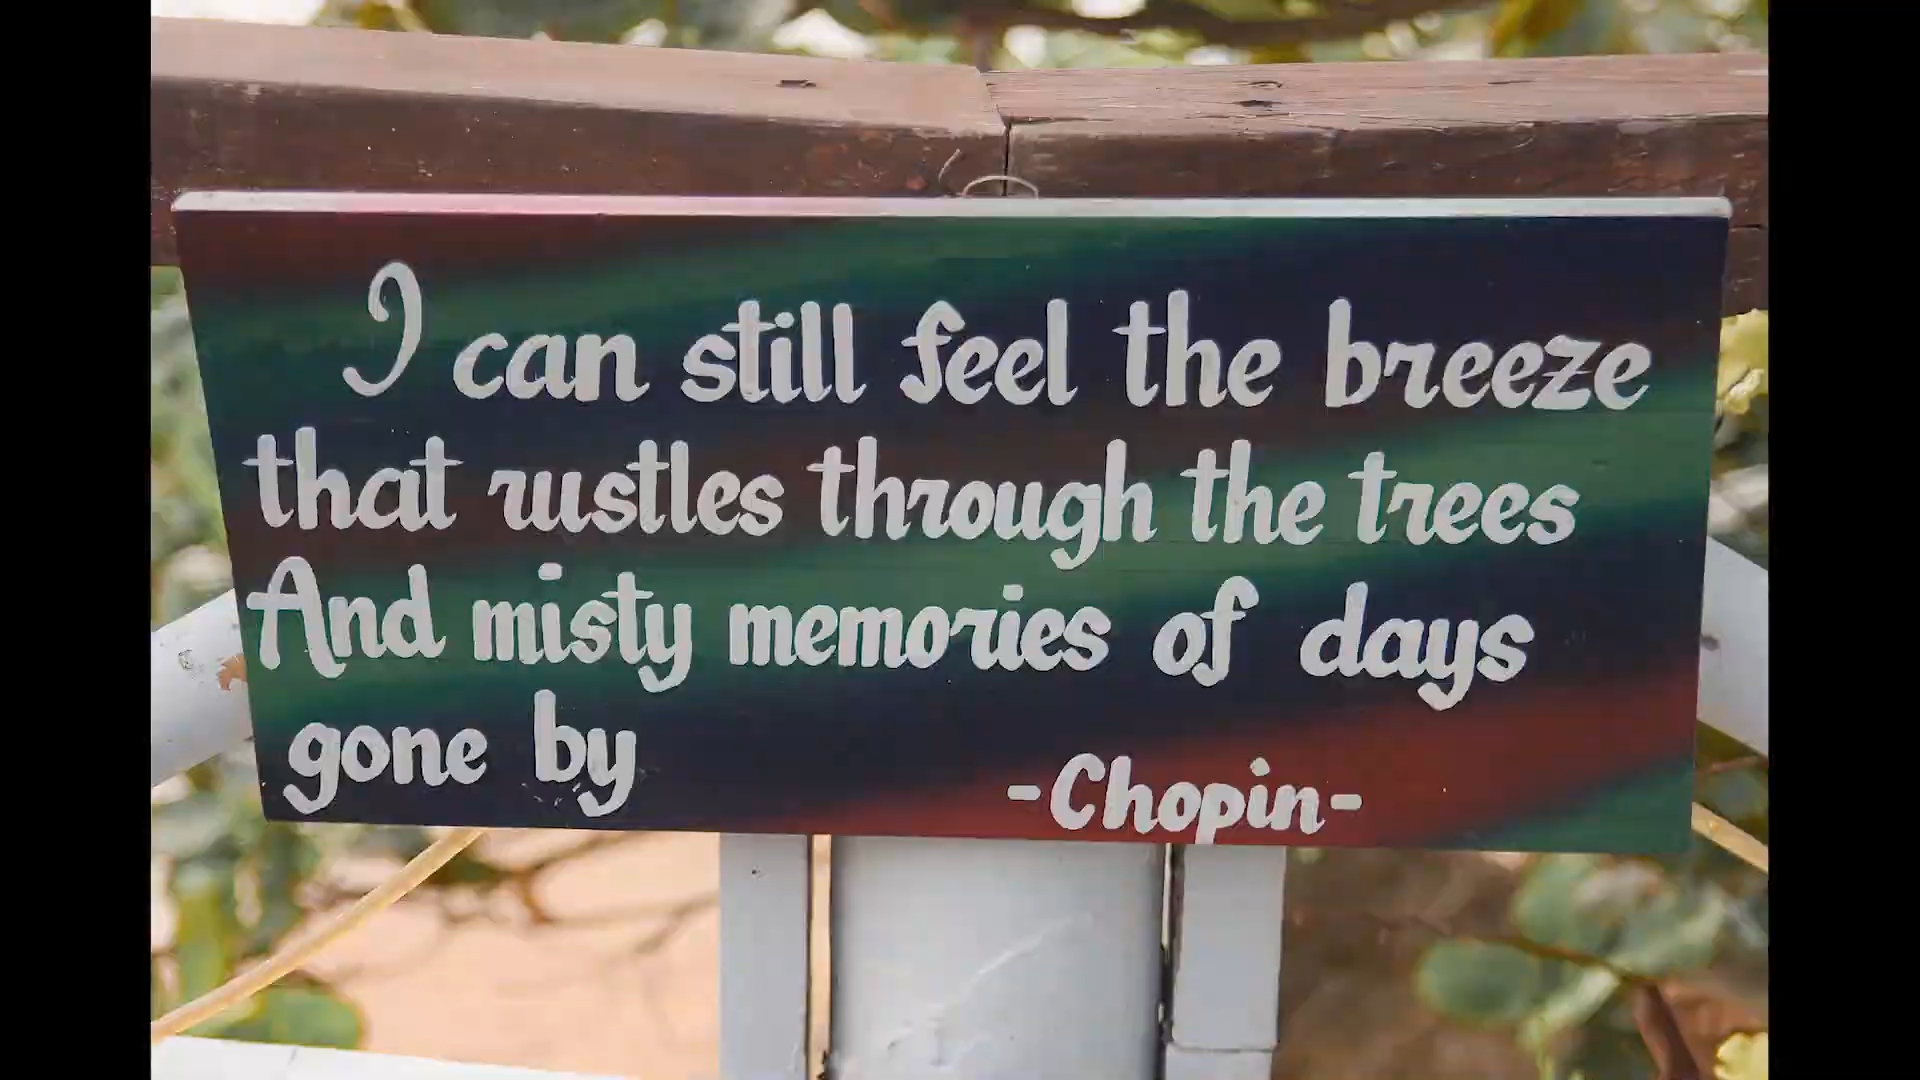 I can still feel the breeze
that rustles through the trees
And misty memories of days
gone by
-Chopin-